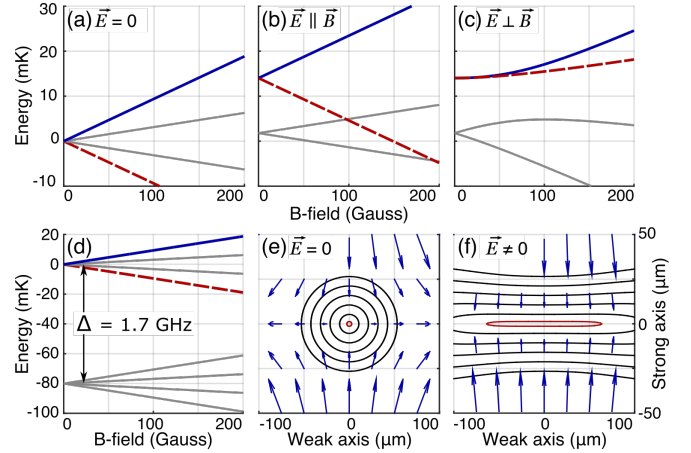 (a) E⃗ = 0
(b) E⃗ ∥ B⃗
(c) E⃗ ⊥ B⃗
Energy (mK)
30
20
10
0
-10
0
100
200
0
100
200
0
100
200
B-field (Gauss)
(d)
(e) E⃗ = 0
(f) E⃗ ≠ 0
Energy (mK)
20
0
-20
-40
-60
-80
-100
Δ = 1.7 GHz
0
100
200
B-field (Gauss)
-100
0
100
Weak axis (μm)
-100
0
100
Weak axis (μm)
50
0
-50
Strong axis (μm)